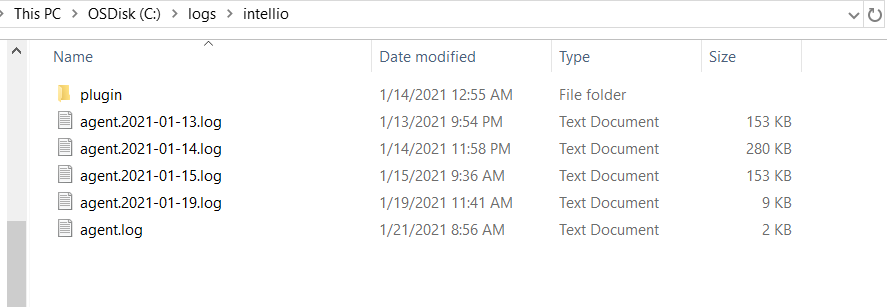 This PC > OSDisk (C:) > logs > intellio
Name Date modified Type Size
plugin 1/14/2021 12:55 AM File folder
agent.2021-01-13.log 1/13/2021 9:54 PM Text Document 153 KB
agent.2021-01-14.log 1/14/2021 11:58 PM Text Document 280 KB
agent.2021-01-15.log 1/15/2021 9:36 AM Text Document 153 KB
agent.2021-01-19.log 1/19/2021 11:41 AM Text Document 9 KB
agent.log 1/21/2021 8:56 AM Text Document 2 KB